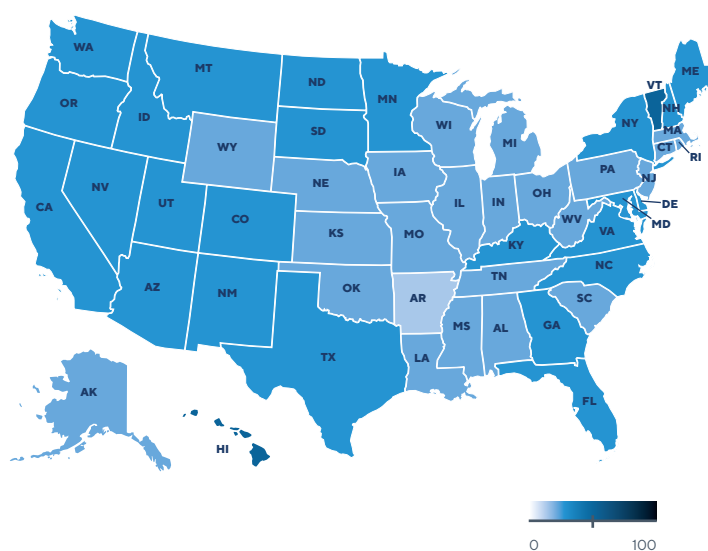 WA
MT
ND
MN
ME
VT
NH
OR
ID
SD
WI
MI
NY
MA
CT
RI
WY
NE
IA
PA
NJ
NV
UT
CO
IL
IN
OH
DE
CA
KS
MO
WV
MD
VA
KY
NC
AZ
NM
OK
AR
TN
SC
TX
LA
MS
AL
GA
FL
AK
HI
0 100